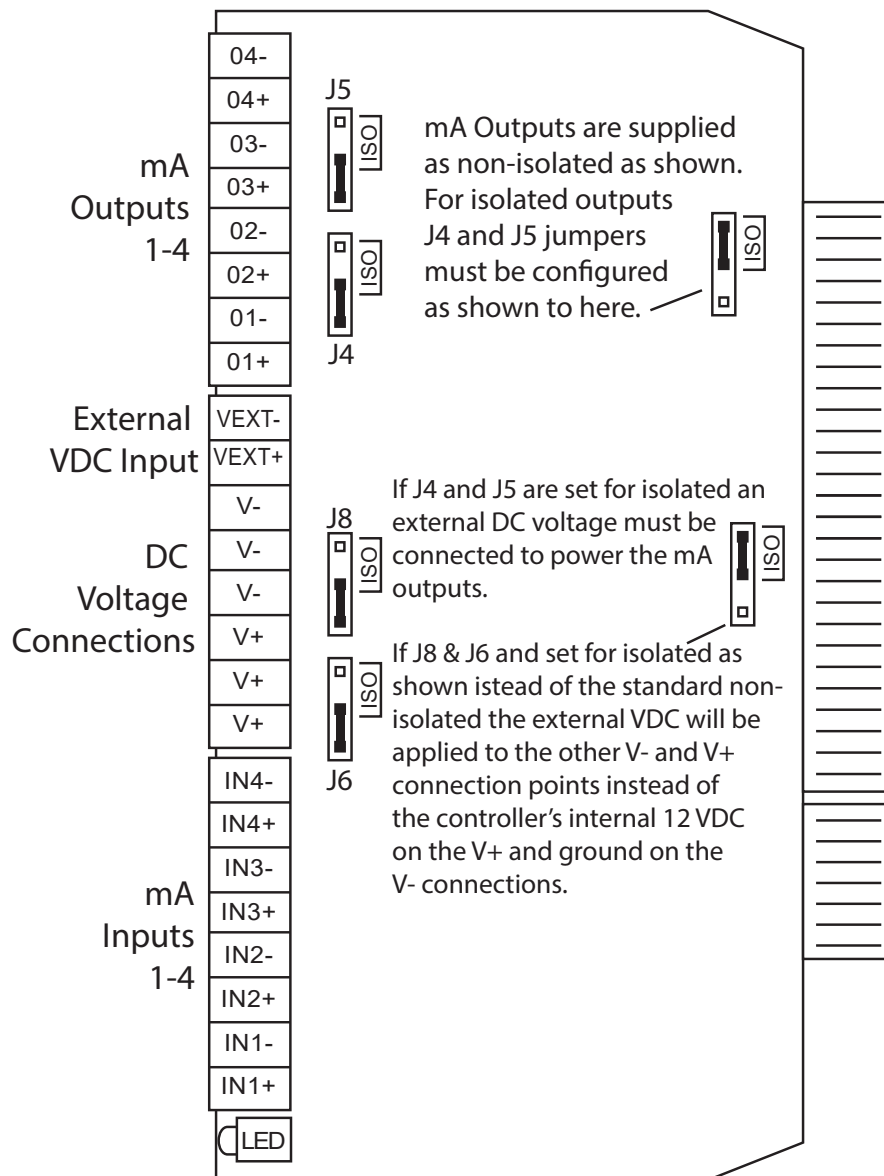 04-
04+
03-
03+
02-
02+
01-
01+
mA
Outputs
1-4
J5
ISO
ISO
J4
mA Outputs are supplied
as non-isolated as shown.
For isolated outputs
J4 and J5 jumpers
must be configured
as shown to here.
ISO
External
VDC Input
VEXT-
VEXT+
V-
V-
V-
V+
V+
V+
DC
Voltage
Connections
J8
ISO
ISO
J6
If J4 and J5 are set for isolated an
external DC voltage must be
connected to power the mA
outputs.
ISO
If J8 & J6 and set for isolated as
shown istead of the standard non-
isolated the external VDC will be
applied to the other V- and V+
connection points instead of
the controller's internal 12 VDC
on the V+ and ground on the
V- connections.
IN4-
IN4+
IN3-
IN3+
IN2-
IN2+
IN1-
IN1+
mA
Inputs
1-4
LED